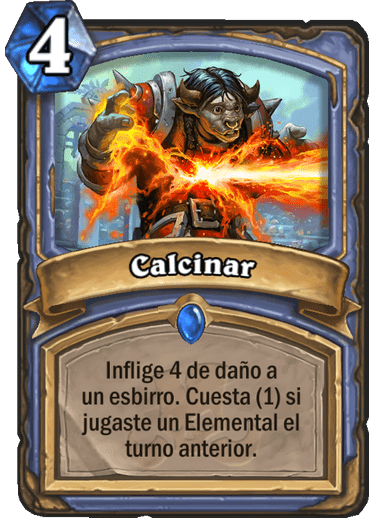 4
Calcinar
Inflige 4 de daño a
un esbirro. Cuesta (1) si
jugaste un Elemental el
turno anterior.